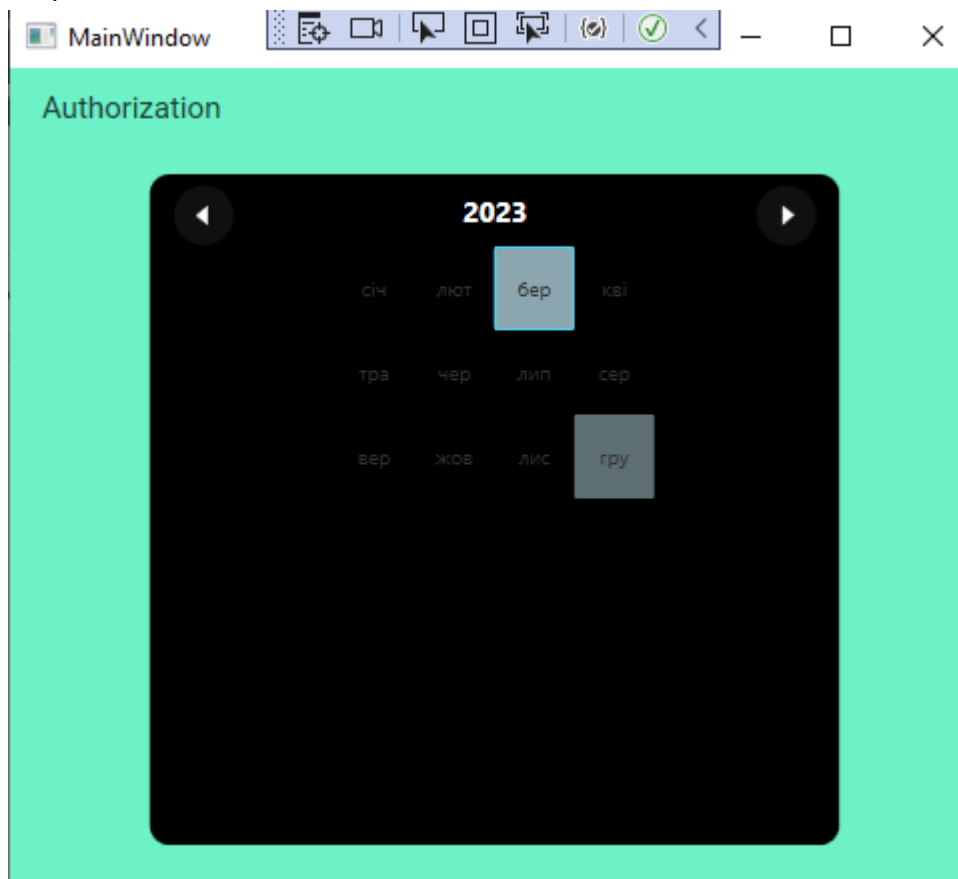 MainWindow
Authorization
2023
січ лют бер кві
тра чер лип сер
вер жов лис гру